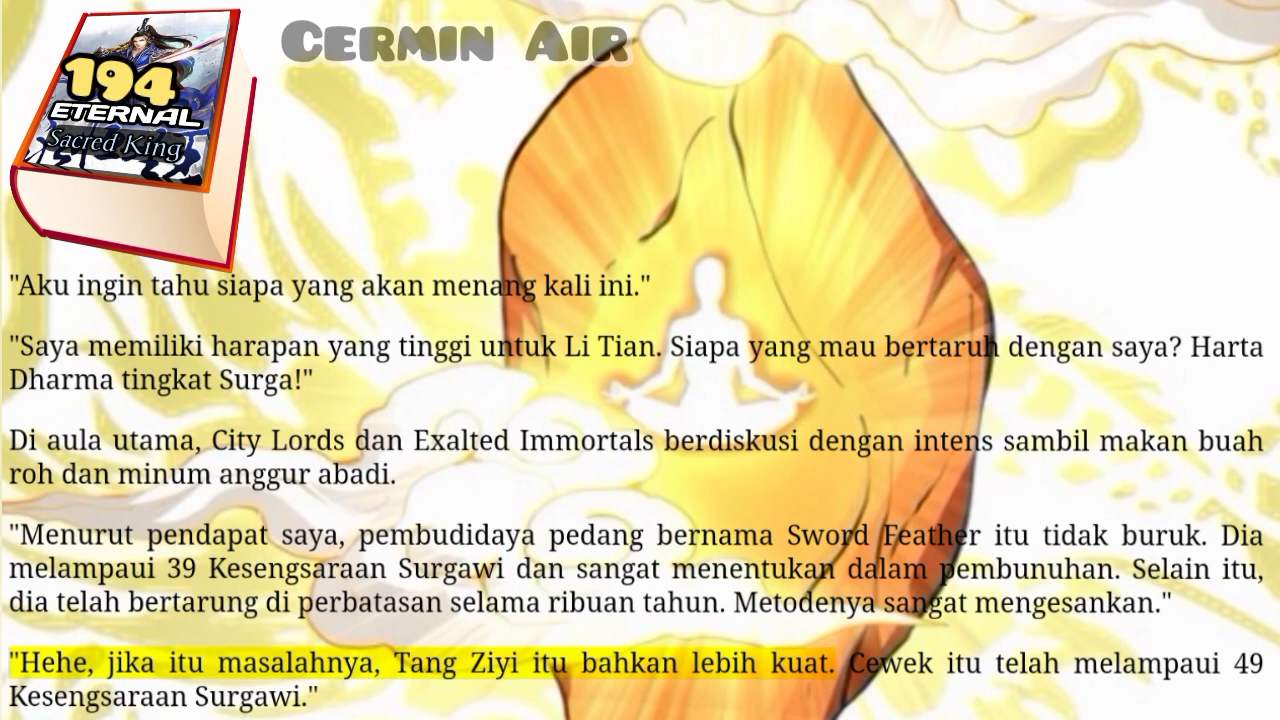 Cermin Air
194
ETERNAL
Sacred King
"Aku ingin tahu siapa yang akan menang kali ini."
"Saya memiliki harapan yang tinggi untuk Li Tian. Siapa yang mau bertaruh dengan saya? Harta
Dharma tingkat Surga!"
Di aula utama, City Lords dan Exalted Immortals berdiskusi dengan intens sambil makan buah
roh dan minum anggur abadi.
"Menurut pendapat saya, pembudidaya pedang bernama Sword Feather itu tidak buruk. Dia
melampaui 39 Kesengsaraan Surgawi dan sangat menentukan dalam pembunuhan. Selain itu,
dia telah bertarung di perbatasan selama ribuan tahun. Metodenya sangat mengesankan."
"Hehe, jika itu masalahnya, Tang Ziyi itu bahkan lebih kuat. Cewek itu telah melampaui 49
Kesengsaraan Surgawi."